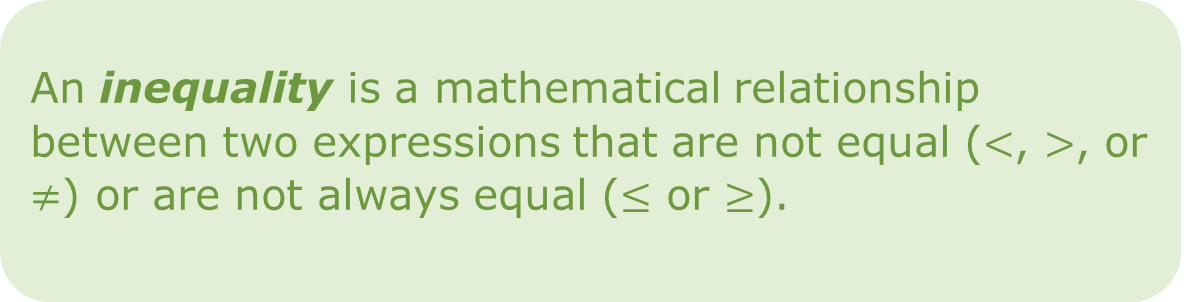 An inequality is a mathematical relationship
between two expressions that are not equal (<, >, or
≠) or are not always equal (≤ or ≥).